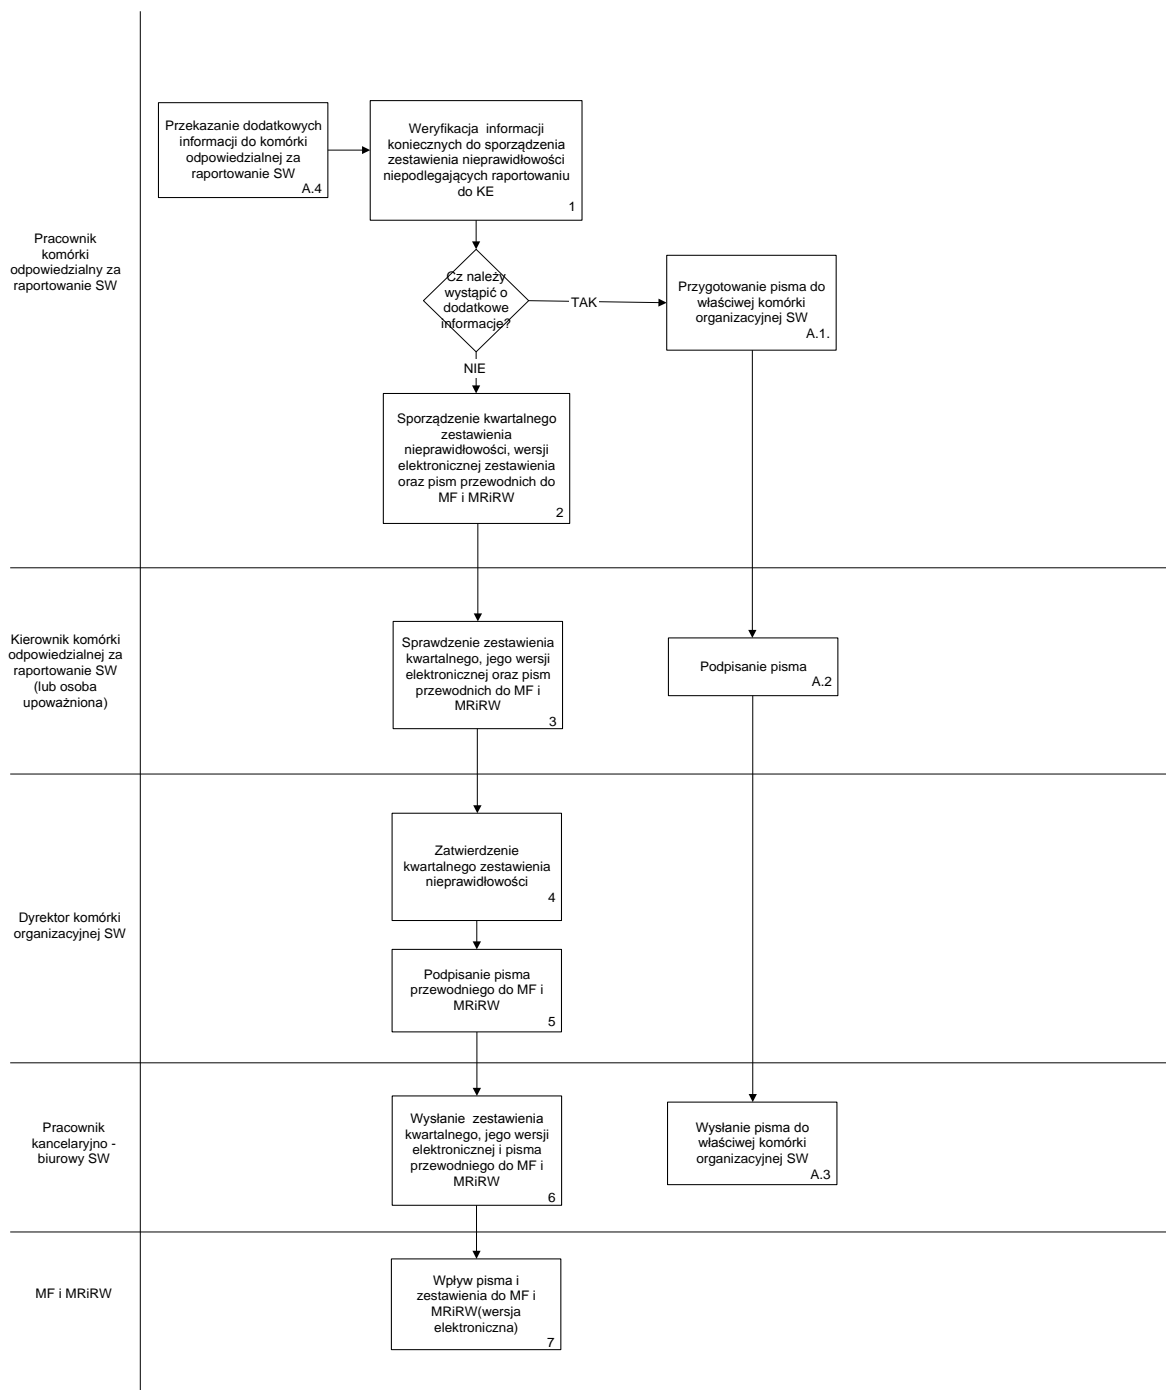 Przekazanie dodatkowych
informacji do komórki
odpowiedzialnej za
raportowanie SW
A.4
Weryfikacja informacji
koniecznych do sporządzenia
zestawienia nieprawidłowości
niepodlegających raportowaniu
do KE
1
Pracownik
komórki
odpowiedzialny za
raportowanie SW
Cz należy
wystąpić o
dodatkowe
informacje?
TAK
Przygotowanie pisma do
właściwej komórki
organizacyjnej SW
A.1.
NIE
Sporządzenie kwartalnego
zestawienia
nieprawidłowości, wersji
elektronicznej zestawienia
oraz pism przewodnich do
MF i MRiRW
2
Kierownik komórki
odpowiedzialnej za
raportowanie SW
(lub osoba
upoważniona)
Sprawdzenie zestawienia
kwartalnego, jego wersji
elektronicznej oraz pism
przewodnich do MF i
MRiRW
3
Podpisanie pisma
A.2
Dyrektor komórki
organizacyjnej SW
Zatwierdzenie
kwartalnego zestawienia
nieprawidłowości
4
Podpisanie pisma
przewodniego do MF i
MRiRW
5
Pracownik
kancelaryjno -
biurowy SW
Wysłanie zestawienia
kwartalnego, jego wersji
elektronicznej i pisma
przewodniego do MF i
MRiRW
6
Wysłanie pisma do
właściwej komórki
organizacyjnej SW
A.3
MF i MRiRW
Wpływ pisma i
zestawienia do MF i
MRiRW(wersja
elektroniczna)
7